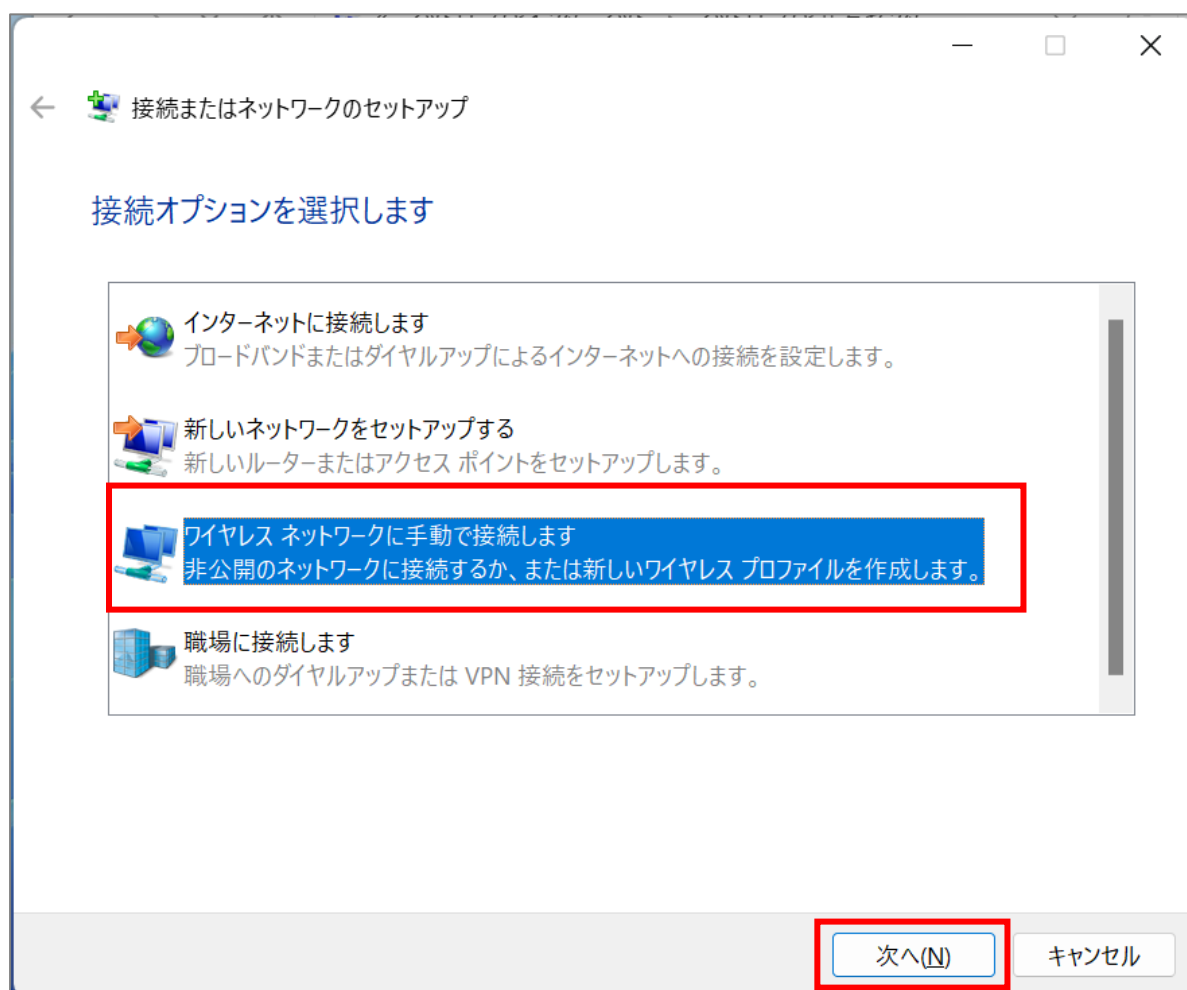 接続またはネットワークのセットアップ
接続オプションを選択します
インターネットに接続します
ブロードバンドまたはダイヤルアップによるインターネットへの接続を設定します。
新しいネットワークをセットアップする
新しいルーターまたはアクセス ポイントをセットアップします。
ワイヤレス ネットワークに手動で接続します
非公開のネットワークに接続するか、または新しいワイヤレス プロファイルを作成します。
職場に接続します
職場へのダイヤルアップまたは VPN 接続をセットアップします。
次へ(N)
キャンセル